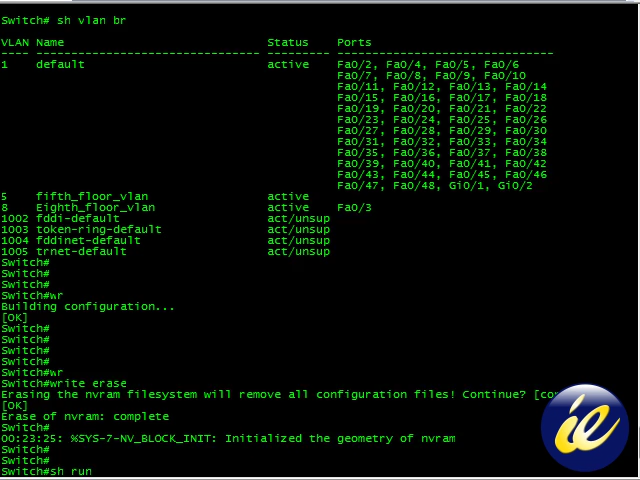 Switch# sh vlan br
VLAN Name                             Status    Ports
---- -------------------------------- --------- -------------------------------
1    default                          active    Fa0/2, Fa0/4, Fa0/5, Fa0/6
                                                Fa0/7, Fa0/8, Fa0/9, Fa0/10
                                                Fa0/11, Fa0/12, Fa0/13, Fa0/14
                                                Fa0/15, Fa0/16, Fa0/17, Fa0/18
                                                Fa0/19, Fa0/20, Fa0/21, Fa0/22
                                                Fa0/23, Fa0/24, Fa0/25, Fa0/26
                                                Fa0/27, Fa0/28, Fa0/29, Fa0/30
                                                Fa0/31, Fa0/32, Fa0/33, Fa0/34
                                                Fa0/35, Fa0/36, Fa0/37, Fa0/38
                                                Fa0/39, Fa0/40, Fa0/41, Fa0/42
                                                Fa0/43, Fa0/44, Fa0/45, Fa0/46
                                                Fa0/47, Fa0/48, Gi0/1, Gi0/2
5    fifth_floor_vlan                 active
8    Eighth_floor_vlan                active    Fa0/3
1002 fddi-default                     act/unsup
1003 token-ring-default               act/unsup
1004 fddinet-default                  act/unsup
1005 trnet-default                    act/unsup
Switch#
Switch#
Switch#
Switch#wr
Building configuration...
[OK]
Switch#
Switch#
Switch#
Switch#
Switch#wr
Switch#write erase
Erasing the nvram filesystem will remove all configuration files! Continue? [co
[OK]
Erase of nvram: complete
Switch#
00:23:25: %SYS-7-NV_BLOCK_INIT: Initialized the geometry of nvram
Switch#
Switch#
Switch#sh run
ie